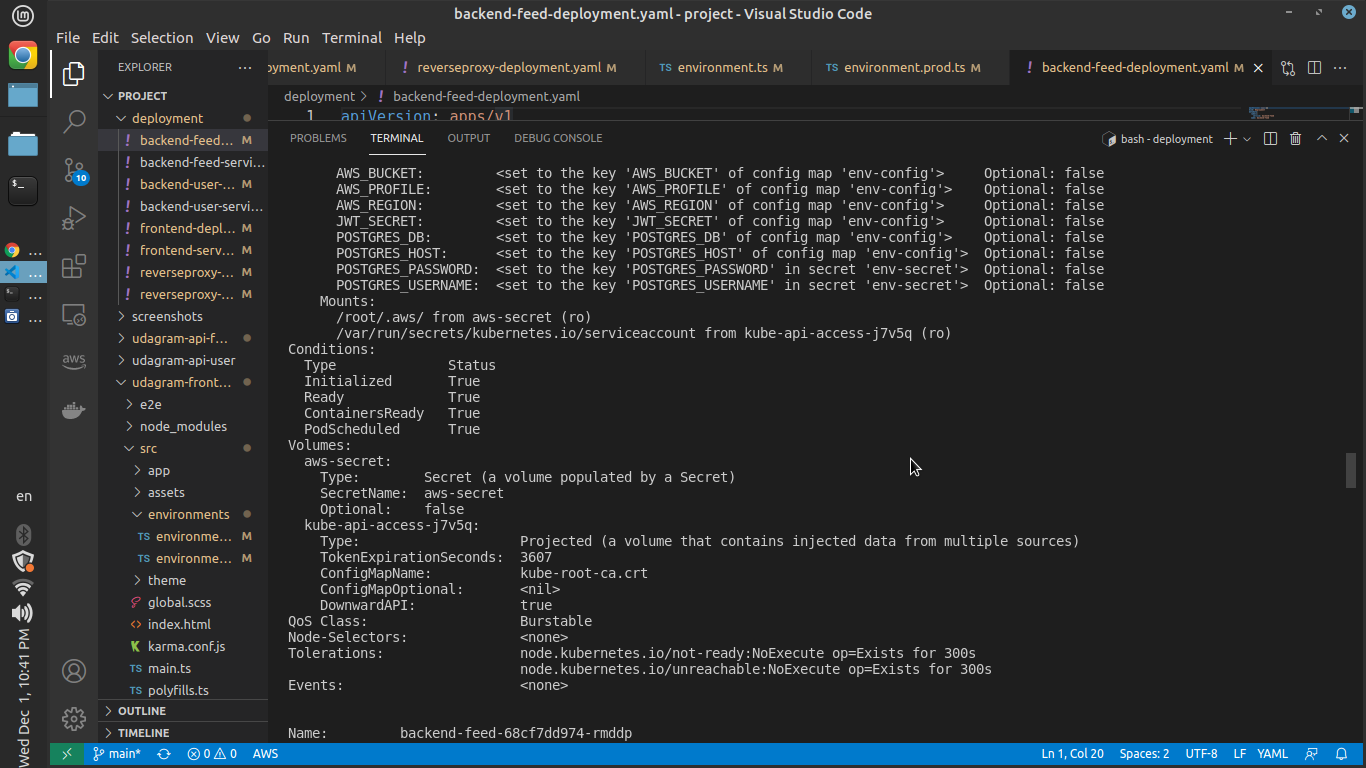 backend-feed-deployment.yaml - project - Visual Studio Code
File Edit Selection View Go Run Terminal Help
EXPLORER
oyment.yaml M
reverseproxy-deployment.yaml M
TS environment.ts M
TS environment.prod.ts M
! backend-feed-deployment.yaml M
deployment > ! backend-feed-deployment.yaml
1 apiVersion: apps/v1
PROJECT
deployment
! backend-feed... M
! backend-feed-servi...
! backend-user-... M
! backend-user-servi...
! frontend-depl... M
! frontend-serv... M
! reverseproxy-... M
! reverseproxy-... M
screenshots
udagram-api-f...
udagram-api-user
udagram-front...
e2e
node_modules
src
app
assets
environments
TS environme... M
TS environme... M
theme
global.scss
index.html
karma.conf.js
TS main.ts
TS polyfills.ts
OUTLINE
TIMELINE
10
aws
en
Wed Dec 1, 10:41 PM
PROBLEMS TERMINAL OUTPUT DEBUG CONSOLE
bash - deployment
AWS_BUCKET: <set to the key 'AWS_BUCKET' of config map 'env-config'> Optional: false
AWS_PROFILE: <set to the key 'AWS_PROFILE' of config map 'env-config'> Optional: false
AWS_REGION: <set to the key 'AWS_REGION' of config map 'env-config'> Optional: false
JWT_SECRET: <set to the key 'JWT_SECRET' of config map 'env-config'> Optional: false
POSTGRES_DB: <set to the key 'POSTGRES_DB' of config map 'env-config'> Optional: false
POSTGRES_HOST: <set to the key 'POSTGRES_HOST' of config map 'env-config'> Optional: false
POSTGRES_PASSWORD: <set to the key 'POSTGRES_PASSWORD' in secret 'env-secret'> Optional: false
POSTGRES_USERNAME: <set to the key 'POSTGRES_USERNAME' in secret 'env-secret'> Optional: false
Mounts:
/root/.aws/ from aws-secret (ro)
/var/run/secrets/kubernetes.io/serviceaccount from kube-api-access-j7v5q (ro)
Conditions:
Type Status
Initialized True
Ready True
ContainersReady True
PodScheduled True
Volumes:
aws-secret:
Type: Secret (a volume populated by a Secret)
SecretName: aws-secret
Optional: false
kube-api-access-j7v5q:
Type: Projected (a volume that contains injected data from multiple sources)
TokenExpirationSeconds: 3607
ConfigMapName: kube-root-ca.crt
ConfigMapOptional: <nil>
DownwardAPI: true
QoS Class: Burstable
Node-Selectors: <none>
Tolerations: node.kubernetes.io/not-ready:NoExecute op=Exists for 300s
node.kubernetes.io/unreachable:NoExecute op=Exists for 300s
Events: <none>
Name: backend-feed-68cf7dd974-rmddp
main* 0 0 AWS
Ln 1, Col 20 Spaces: 2 UTF-8 LF YAML